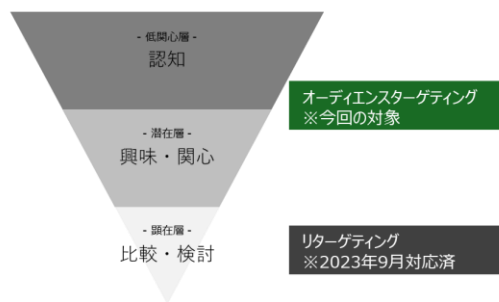 - 低関心層 -
認知
オーディエンスターゲティング
※今回の対象
- 潜在層 -
興味・関心
- 顕在層 -
比較・検討
リターゲティング
※2023年9月対応済